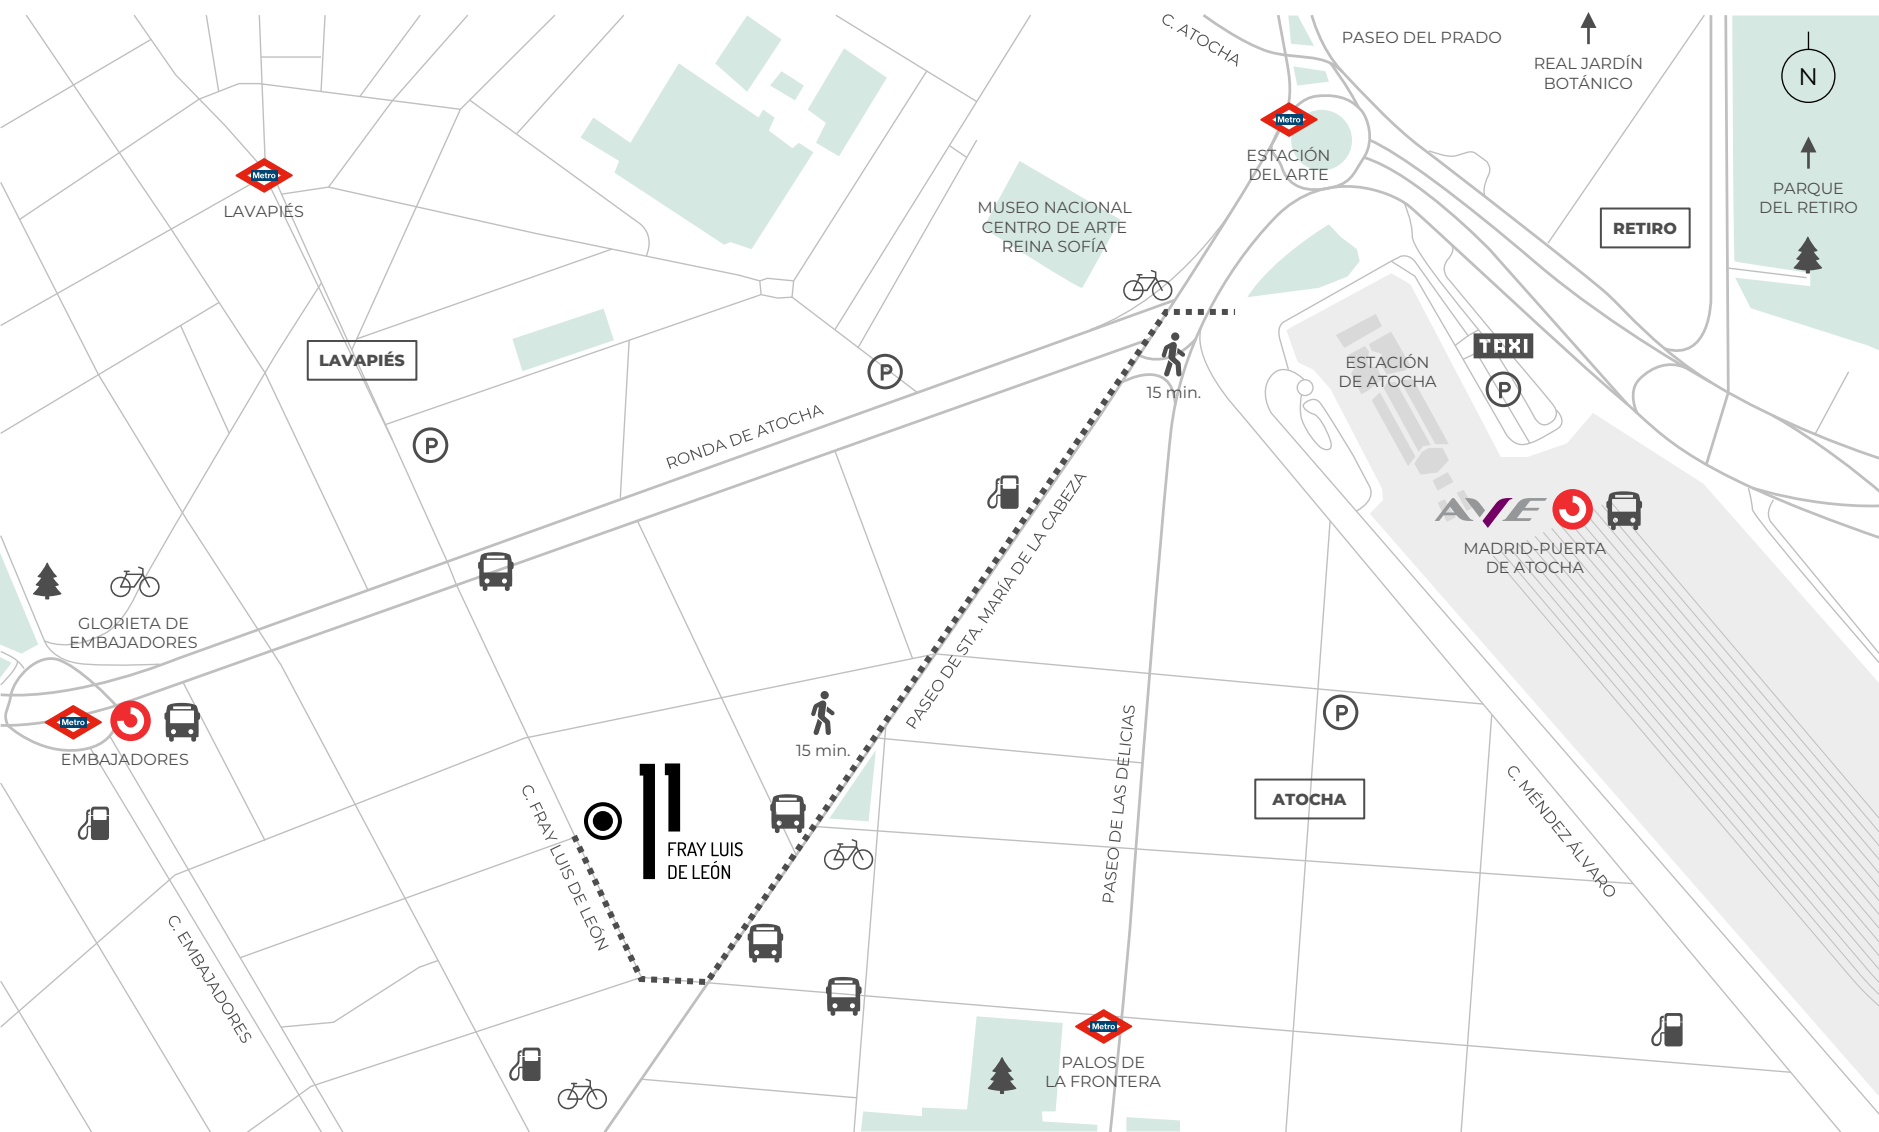 C. ATOCHA
PASEO DEL PRADO
REAL JARDÍN
BOTÁNICO
N
Metro
ESTACIÓN
DEL ARTE
Metro
LAVAPIÉS
MUSEO NACIONAL
CENTRO DE ARTE
REINA SOFÍA
PARQUE
DEL RETIRO
RETIRO
LAVAPIÉS
P
P
RONDA DE ATOCHA
15 min.
ESTACIÓN
DE ATOCHA
TAXI
P
AVE
MADRID-PUERTA
DE ATOCHA
PASEO DE STA. MARÍA DE LA CABEZA
GLORIETA DE
EMBAJADORES
Metro
EMBAJADORES
15 min.
P
PASEO DE LAS DELICIAS
ATOCHA
C. MÉNDEZ ÁLVARO
C. FRAY LUIS DE LEÓN
11
FRAY LUIS
DE LEÓN
C. EMBAJADORES
Metro
PALOS DE
LA FRONTERA